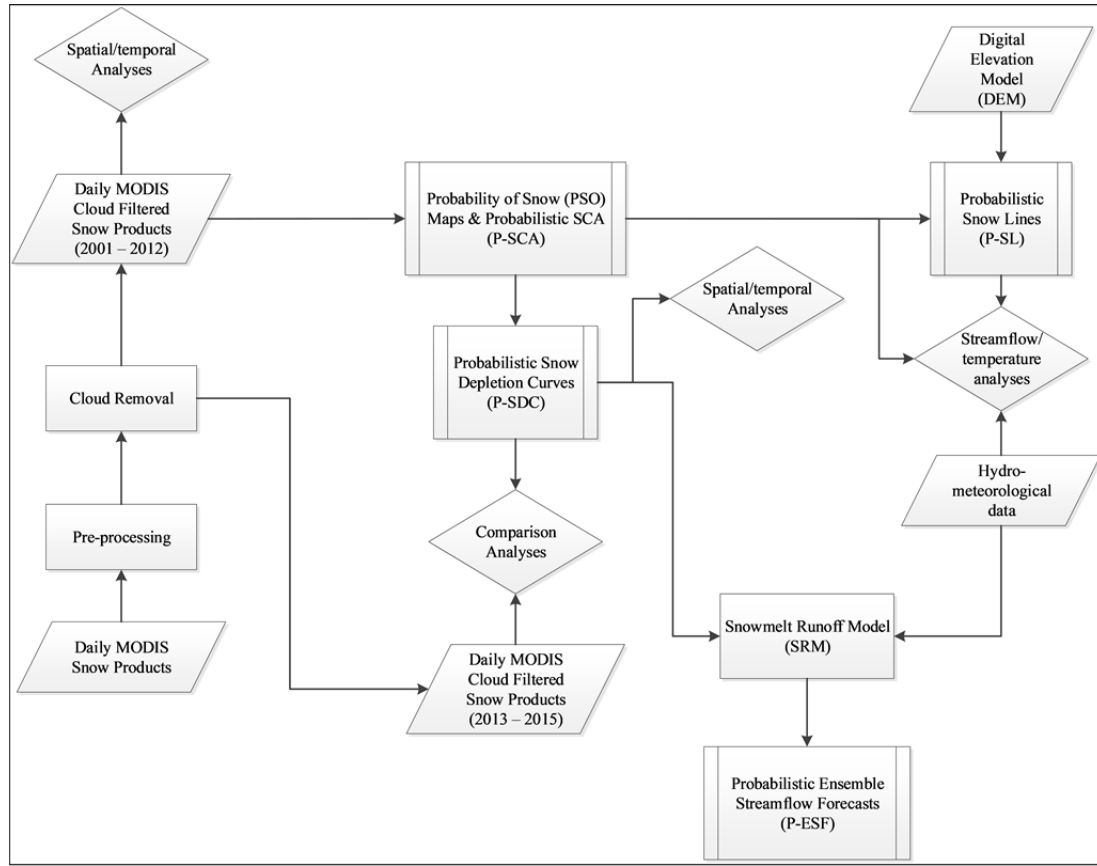 Spatial/temporal
Analyses
Digital
Elevation
Model
(DEM)
Daily MODIS
Cloud Filtered
Snow Products
(2001 – 2012)
Probability of Snow (PSO)
Maps & Probabilistic SCA
(P-SCA)
Probabilistic
Snow Lines
(P-SL)
Spatial/temporal
Analyses
Probabilistic Snow
Depletion Curves
(P-SDC)
Streamflow/
temperature
analyses
Cloud Removal
Hydro-
meteorological
data
Pre-processing
Comparison
Analyses
Daily MODIS
Snow Products
Daily MODIS
Cloud Filtered
Snow Products
(2013 – 2015)
Snowmelt Runoff Model
(SRM)
Probabilistic Ensemble
Streamflow Forecasts
(P-ESF)